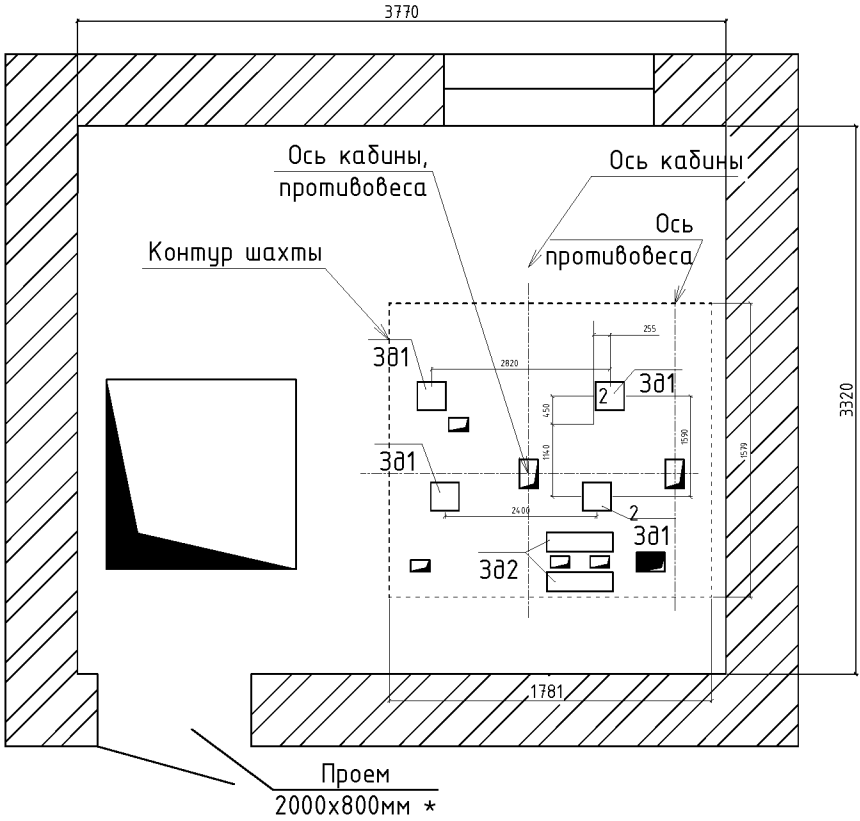 3770
Ось кабины,
противовеса
Ось кабины
Ось
противовеса
Контур шахты
255
3д1
2820
2
3д1
3320
450
1590
1140
1579
3д1
2400
2
3д1
3д2
1781
Проем
2000х800мм *